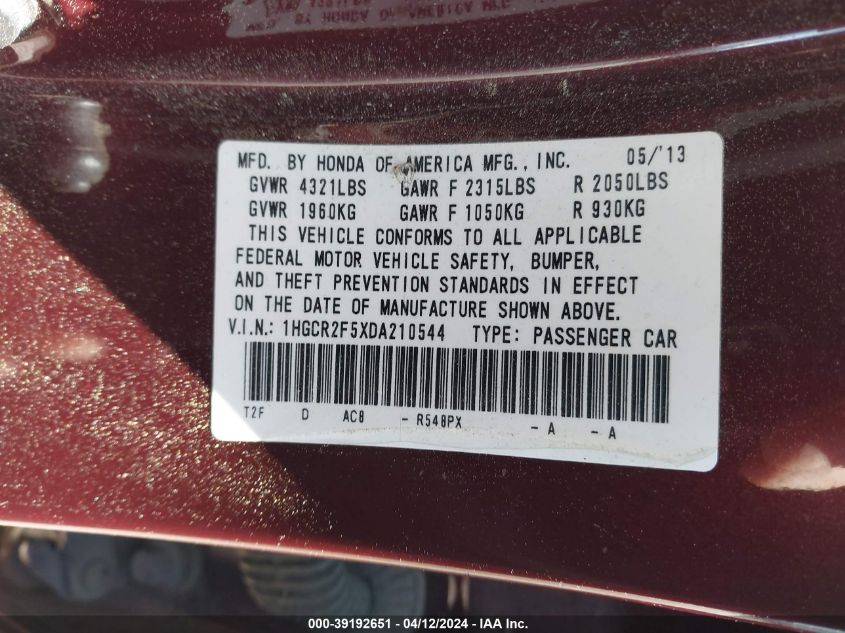 MFD. BY HONDA OF AMERICA MFG., INC. 05/'13
GVWR 4321LBS GAWR F 2315LBS R 2050LBS
GVWR 1960KG GAWR F 1050KG R 930KG
THIS VEHICLE CONFORMS TO ALL APPLICABLE
FEDERAL MOTOR VEHICLE SAFETY, BUMPER,
AND THEFT PREVENTION STANDARDS IN EFFECT
ON THE DATE OF MANUFACTURE SHOWN ABOVE.
V.I.N.: 1HGCR2F5XDA210544 TYPE: PASSENGER CAR
T2F D AC8 - R548PX - A - A
000-39192651 - 04/12/2024 - IAA Inc.